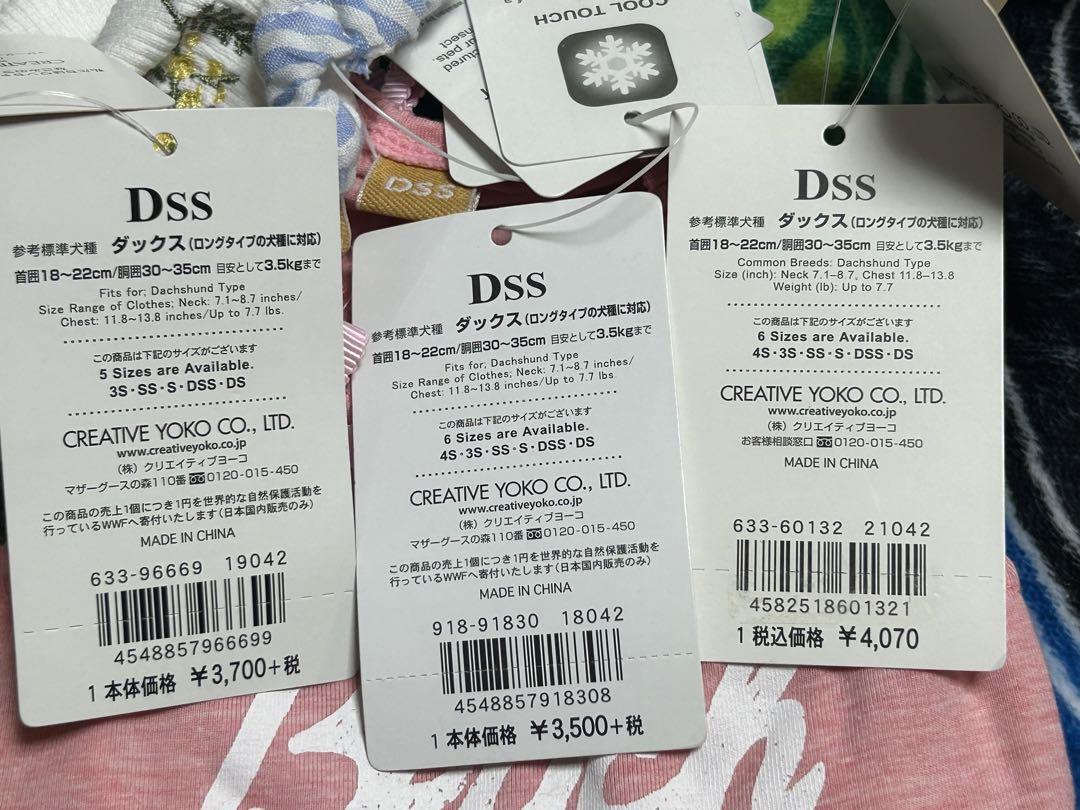 COOL TOUCH
DSS
DSS
参考標準犬種 ダックス(ロングタイプの犬種に対応)
首囲18~22cm/胴囲30~35cm 目安として3.5kgまで
Fits for; Dachshund Type
Size Range of Clothes; Neck: 7.1~8.7 inches/
Chest: 11.8~13.8 inches/Up to 7.7 lbs.
この商品は下記のサイズがございます
5 Sizes are Available.
3S・SS・S・DSS・DS
CREATIVE YOKO CO., LTD.
www.creativeyoko.co.jp
(株)クリエイティブヨーコ
マザーグースの森110番 0120-015-450
この商品の売上1個につき1円を世界的な自然保護活動を
行っているWWFへ寄付いたします(日本国内販売のみ)
MADE IN CHINA
633-96669 19042
4548857966699
1 本体価格 ¥3,700+税
DSS
参考標準犬種 ダックス(ロングタイプの犬種に対応)
首囲18~22cm/胴囲30~35cm 目安として3.5kgまで
Fits for; Dachshund Type
Size Range of Clothes; Neck: 7.1~8.7 inches/
Chest: 11.8~13.8 inches/Up to 7.7 lbs.
この商品は下記のサイズがございます
6 Sizes are Available.
4S・3S・SS・S・DSS・DS
CREATIVE YOKO CO., LTD.
www.creativeyoko.co.jp
(株)クリエイティブヨーコ
マザーグースの森110番 0120-015-450
この商品の売上1個につき1円を世界的な自然保護活動を
行っているWWFへ寄付いたします(日本国内販売のみ)
MADE IN CHINA
918-91830 18042
4548857918308
1 本体価格 ¥3,500+税
DSS
参考標準犬種 ダックス(ロングタイプの犬種に対応)
首囲18~22cm/胴囲30~35cm 目安として3.5kgまで
Common Breeds: Dachshund Type
Size (inch): Neck 7.1–8.7, Chest 11.8–13.8
Weight (lb): Up to 7.7
この商品は下記のサイズがございます
6 Sizes are Available.
4S・3S・SS・S・DSS・DS
CREATIVE YOKO CO., LTD.
www.creativeyoko.co.jp
(株)クリエイティブヨーコ
お客様相談窓口 0120-015-450
MADE IN CHINA
633-60132 21042
4582518601321
1 税込価格 ¥4,070